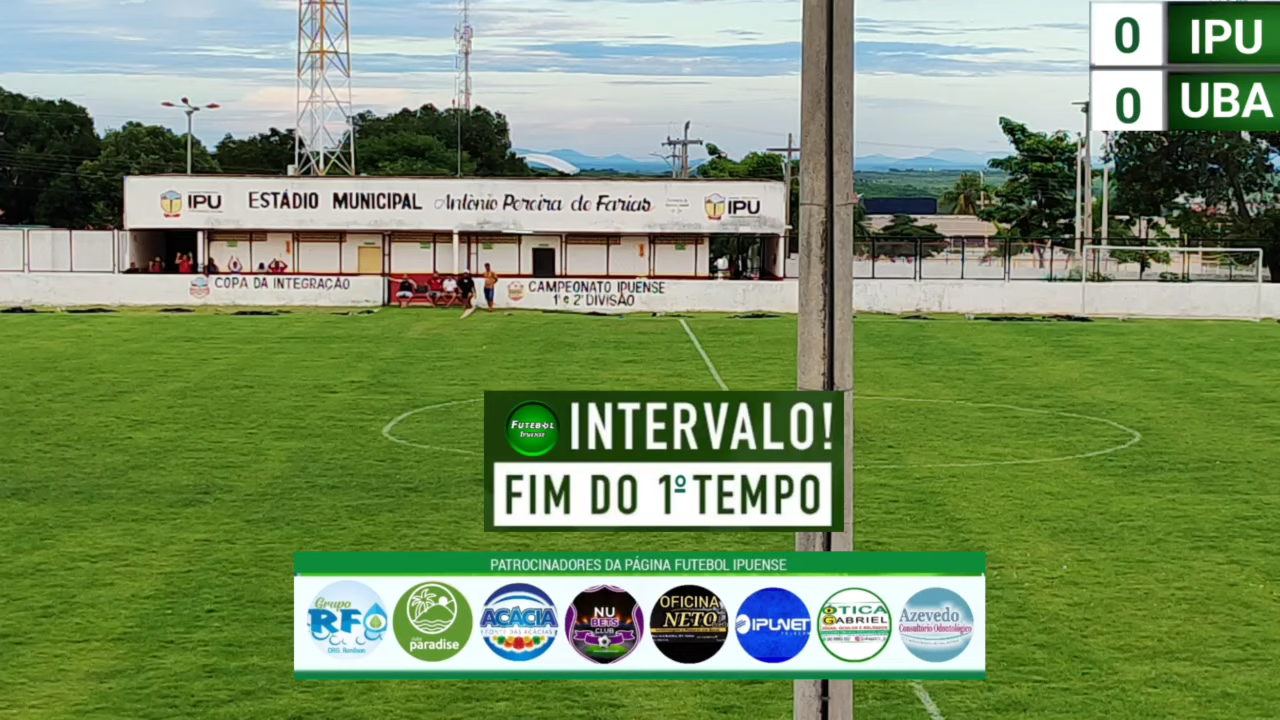 0 IPU
0 UBA
IPU ESTÁDIO MUNICIPAL Antônio Pereira de Farias IPU
COPA DA INTEGRAÇÃO
CAMPEONATO IPUENSE
1ª e 2ª DIVISÃO
FUTEBOL
IPUENSE
INTERVALO!
FIM DO 1º TEMPO
PATROCINADORES DA PÁGINA FUTEBOL IPUENSE
Grupo
RF
paradise
ACÁCIA
NU
BETS
CLUB
OFICINA
NETO
IPUNET
TELECOM
ÓTICA
GABRIEL
Azevedo
Consultório Odontológico